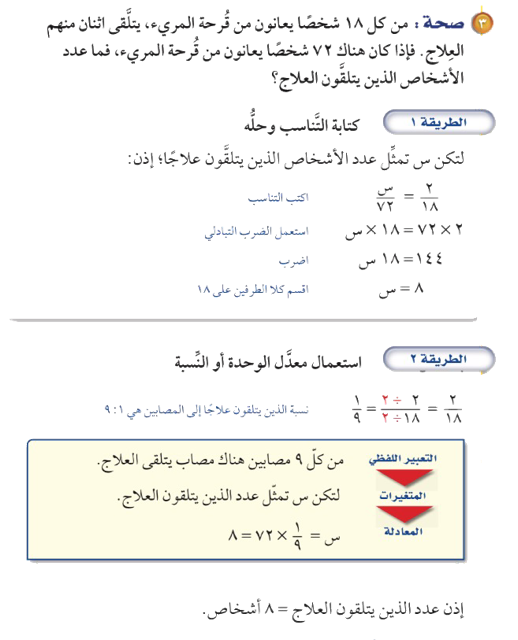 ٣ صحة : من كل ١٨ شخصًا يعانون من قُرحة المريء، يتلَّقى اثنان منهم
العِلاج. فإذا كان هناك ٧٢ شخصًا يعانون من قُرحة المريء، فما عدد
الأشخاص الذين يتلقَّون العلاج؟
الطريقة ١ كتابة التَّناسب وحلُّه
لتكن س تمثِّل عدد الأشخاص الذين يتلقَّون علاجًا؛ إذن:
٢/١٨ = س/٧٢ اكتب التناسب
٢ × ٧٢ = ١٨ × س استعمل الضرب التبادلي
١٤٤ = ١٨ س اضرب
٨ = س اقسم كلا الطرفين على ١٨
الطريقة ٢ استعمال معدَّل الوحدة أو النِّسبة
٢/١٨ = ٢ ÷ ٢/١٨ ÷ ٢ = ١/٩ نسبة الذين يتلقون علاجًا إلى المصابين هي ١: ٩
التعبير اللفظي من كلّ ٩ مصابين هناك مصاب يتلقى العلاج.
المتغيرات لتكن س تمثّل عدد الذين يتلقون العلاج.
المعادلة س = ١/٩ × ٧٢ = ٨
إذن عدد الذين يتلقون العلاج = ٨ أشخاص.